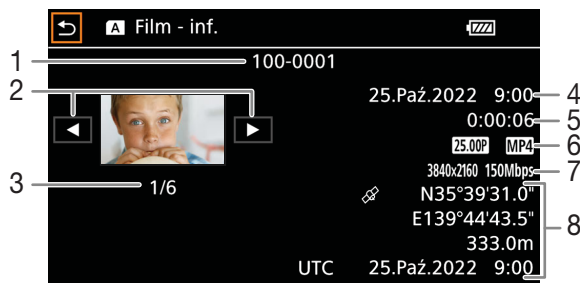 A Film - inf.
1 100-0001
2
25.Paź.2022 9:00 4
0:00:06 5
25.00P MP4 6
3840x2160 150Mbps 7
3 1/6
N35°39'31.0"
E139°44'43.5" 8
333.0m
UTC 25.Paź.2022 9:00